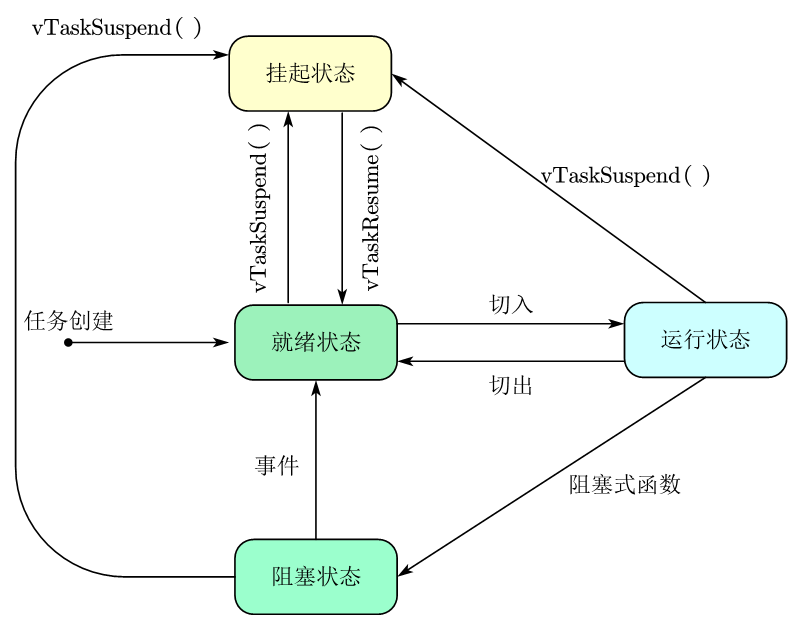 vTaskSuspend( )
挂起状态
vTaskSuspend( )
vTaskResume( )
vTaskSuspend( )
切入
任务创建
就绪状态
运行状态
切出
事件
阻塞式函数
阻塞状态